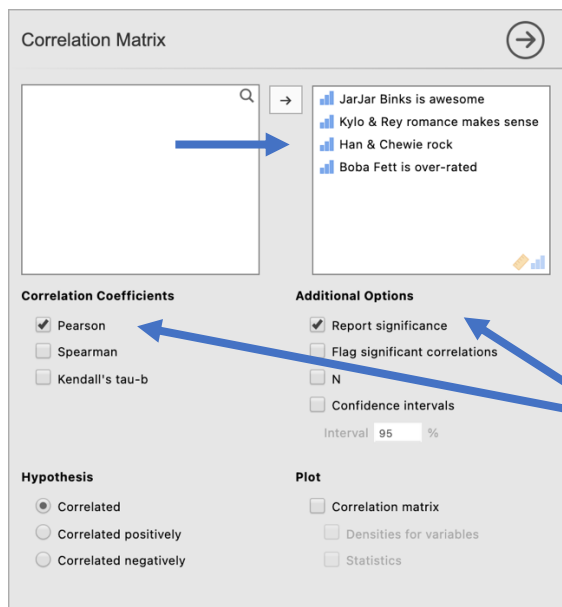 Correlation Matrix
JarJar Binks is awesome
Kylo & Rey romance makes sense
Han & Chewie rock
Boba Fett is over-rated
Correlation Coefficients
Pearson
Spearman
Kendall's tau-b
Additional Options
Report significance
Flag significant correlations
N
Confidence intervals
Interval 95 %
Hypothesis
Correlated
Correlated positively
Correlated negatively
Plot
Correlation matrix
Densities for variables
Statistics